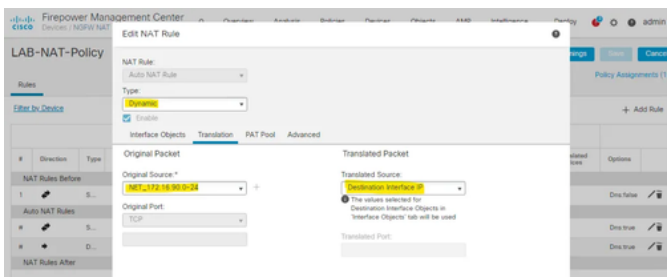 cisco
Firepower Management Center
Devices / NGFW NAT
Overview Analysis Policies Devices Objects AMP Intelligence Deploy admin
LAB-NAT-Policy
Rules
Filter by Device
Policy Assignments (1
+ Add Rule
# Direction Type Options
NAT Rules Before
1 S... Dns false
Auto NAT Rules
# S... Dns true
# D... Dns true
NAT Rules After
Edit NAT Rule
NAT Rule:
Auto NAT Rule
Type:
Dynamic
Enable
Interface Objects Translation PAT Pool Advanced
Original Packet
Original Source:*
NET_172.16.90.0-24
Original Port:
TCP
Translated Packet
Translated Source:
Destination Interface IP
The values selected for
Destination Interface Objects in
'Interface Objects' tab will be used
Translated Port:
Save
Cance